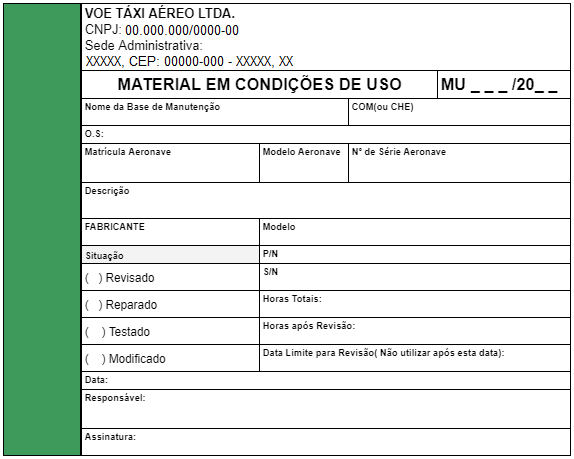 VOE TÁXI AÉREO LTDA.
CNPJ: 00.000.000/0000-00
Sede Administrativa:
XXXXX, CEP: 00000-000 - XXXXX, XX
MATERIAL EM CONDIÇÕES DE USO MU _ _ _ /20_ _
Nome da Base de Manutenção COM(ou CHE)
O.S:
Matrícula Aeronave Modelo Aeronave N° de Série Aeronave
Descrição
FABRICANTE Modelo
Situação P/N
( ) Revisado S/N
( ) Reparado Horas Totais:
( ) Testado Horas após Revisão:
( ) Modificado Data Limite para Revisão( Não utilizar após esta data):
Data:
Responsável:
Assinatura: